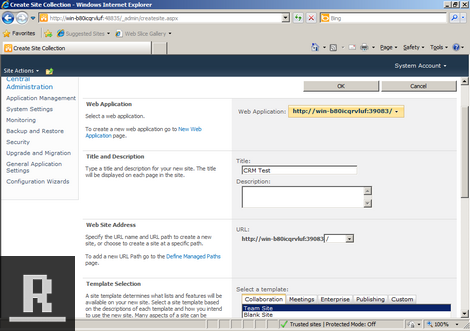 Create Site Collection - Windows Internet Explorer
http://win-b80icqrvluf:48835/_admin/createsite.aspx
Bing
Favorites
Suggested Sites
Web Slice Gallery
Create Site Collection
Page
Safety
Tools
Site Actions
System Account
Central Administration
Application Management
System Settings
Monitoring
Backup and Restore
Security
Upgrade and Migration
General Application Settings
Configuration Wizards
OK
Cancel
Web Application
Select a web application.
To create a new web application go to New Web
Application page.
Web Application:
http://win-b80icqrvluf:39083/
Title and Description
Type a title and description for your new site. The title
will be displayed on each page in the site.
Title:
CRM Test
Description:
Web Site Address
Specify the URL name and URL path to create a new
site, or choose to create a site at a specific path.
To add a new URL Path go to the Define Managed Paths
page.
URL:
http://win-b80icqrvluf:39083
/
Template Selection
A site template determines what lists and features will be
available on your new site. Select a site template based
on the descriptions of each template and how you intend
to use the new site. Many aspects of a site can be
Select a template:
Collaboration
Meetings
Enterprise
Publishing
Custom
Team Site
Blank Site
R
Trusted sites | Protected Mode: Off
100%